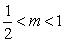 1/2 < m < 1